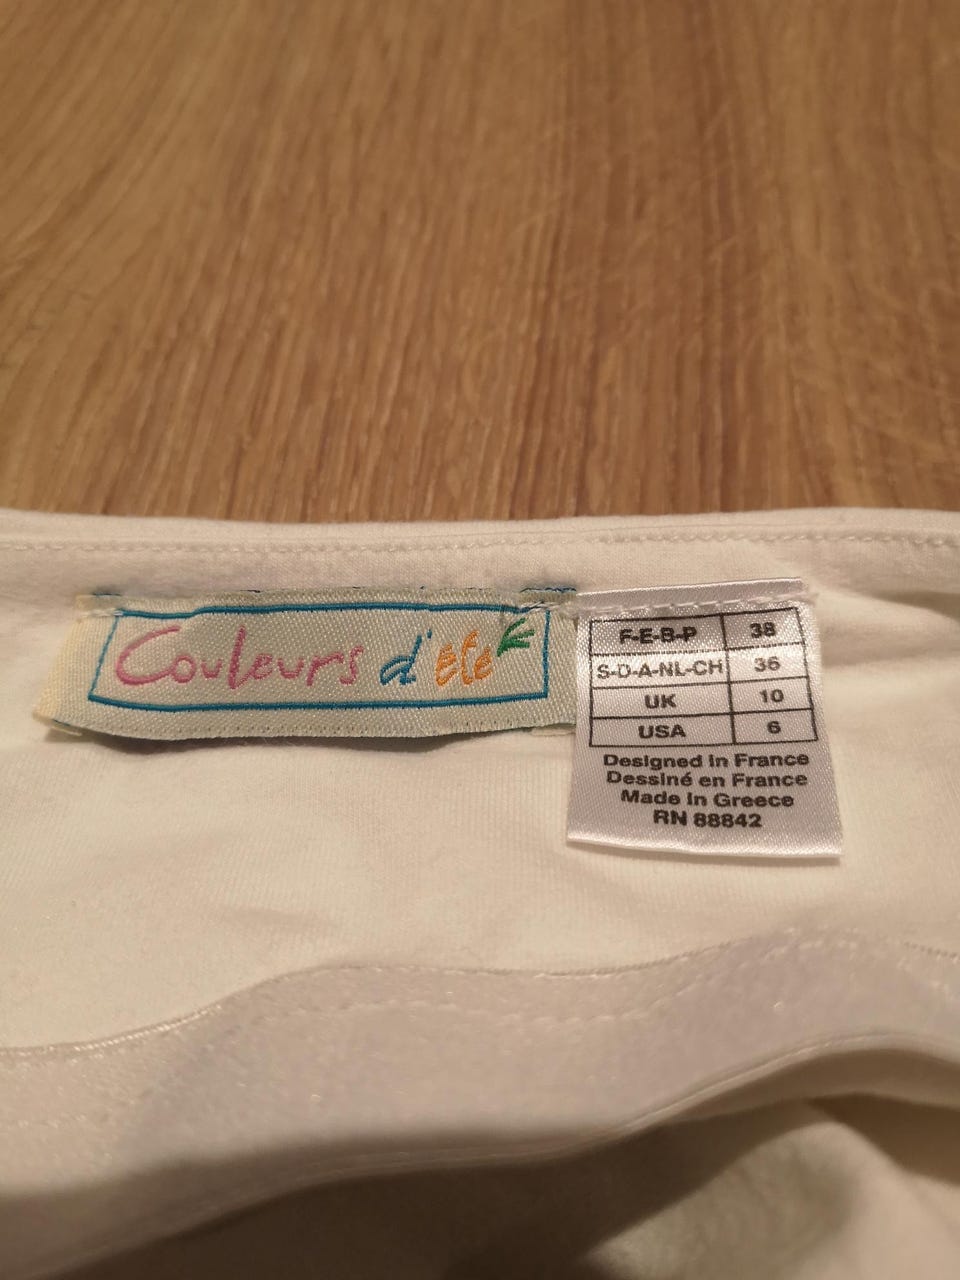 Couleurs d'été
F-E-B-P 38
S-D-A-NL-CH 36
UK 10
USA 6
Designed in France
Dessiné en France
Made in Greece
RN 88842